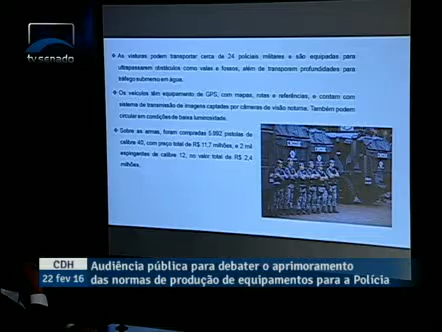 tv senado
As viaturas podem transportar cerca de 24 policiais militares e são equipadas para
ultrapassarem obstáculos como valas e fossos, além de transporem profundidades para
tráfego submerso em água.
Os veículos têm equipamento de GPS, com mapas, rotas e referências, e contam com
sistema de transmissão de imagens captadas por câmeras de visão noturna. Também podem
circular em condições de baixa luminosidade.
Sobre as armas, foram compradas 5.992 pistolas de
calibre 40, com preço total de R$ 11,7 milhões, e 2 mil
espingardas de calibre 12, no valor total de R$ 2,4
milhões.
CDH
22 fev 16
Audiência pública para debater o aprimoramento
das normas de produção de equipamentos para a Polícia